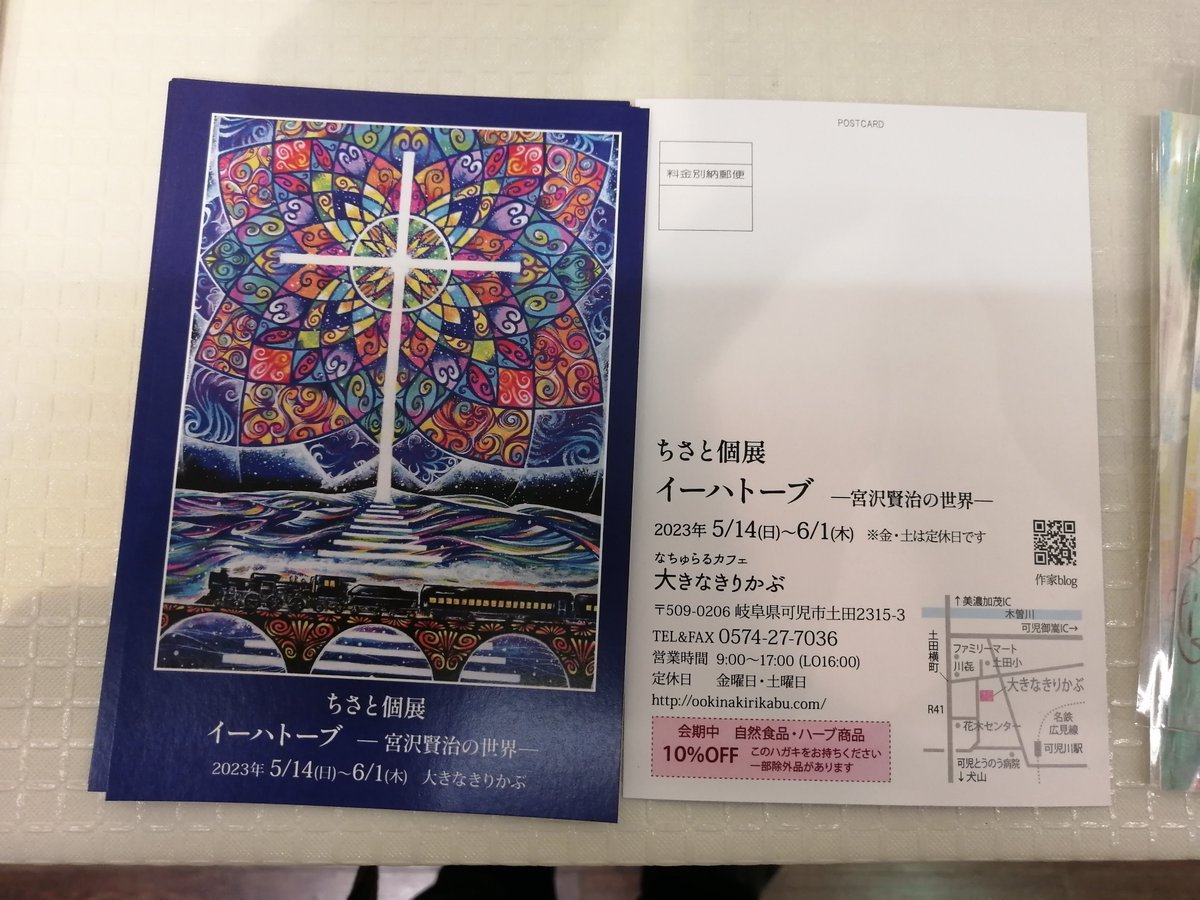 ちさと個展
イーハトーブ ―宮沢賢治の世界―
2023年 5/14(日)～6/1(木) 大きなきりかぶ
POSTCARD
料金別納郵便
ちさと個展
イーハトーブ ―宮沢賢治の世界―
2023年 5/14(日)～6/1(木) ※金・土は定休日です
なちゅらるカフェ
大きなきりかぶ
〒509-0206 岐阜県可児市土田2315-3
TEL&FAX 0574-27-7036
営業時間 9:00～17:00 (LO16:00)
定休日 金曜日・土曜日
http://ookinakirikabu.com/
会期中 自然食品・ハーブ商品
10%OFF このハガキをお持ちください
一部除外品があります
作家blog
↑美濃加茂IC
木曽川
可児御嵩IC→
土田横町
ファミリーマート
川㐂
土田小
大きなきりかぶ
R41
花木センター
名鉄
広見線
可児川駅
可児とうのう病院
↓犬山